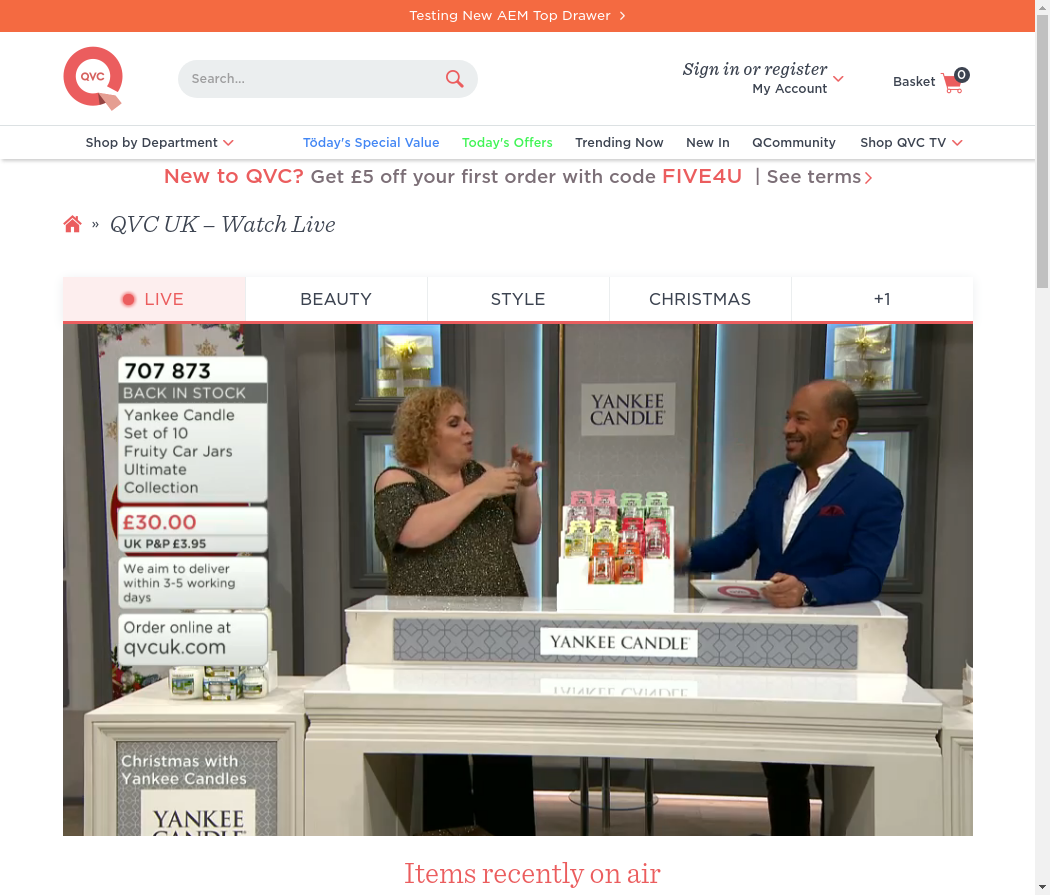 Testing New AEM Top Drawer
QVC
Search...
Sign in or register
My Account
Basket
0
Shop by Department
Töday's Special Value
Today's Offers
Trending Now
New In
QCommunity
Shop QVC TV
New to QVC? Get £5 off your first order with code FIVE4U | See terms
» QVC UK – Watch Live
LIVE
BEAUTY
STYLE
CHRISTMAS
+1
707 873
BACK IN STOCK
Yankee Candle
Set of 10
Fruity Car Jars
Ultimate
Collection
£30.00
UK P&P £3.95
We aim to deliver
within 3-5 working
days
Order online at
qvcuk.com
YANKEE
CANDLE
YANKEE CANDLE
Christmas with
Yankee Candles
YANKEE
CANDLE
Items recently on air